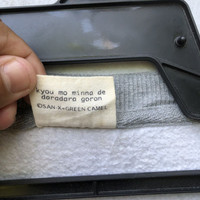 kyou mo minna de
daradara goron
©SAN-X•GREEN CAMEL